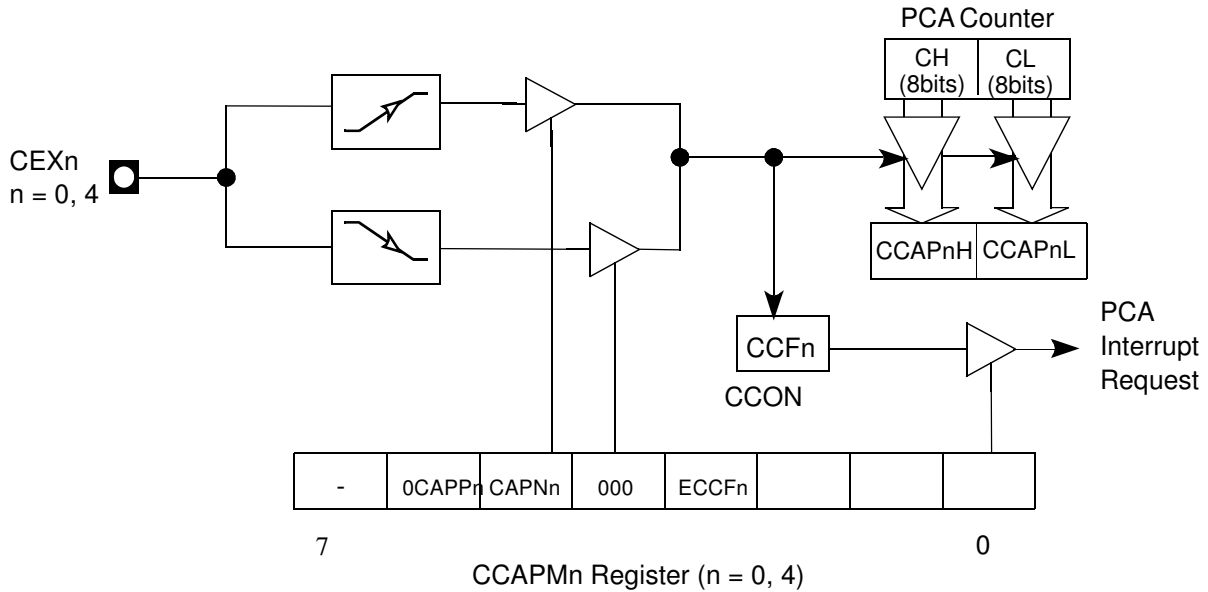 PCA Counter
CH
(8bits)
CL
(8bits)
CEXn
n = 0, 4
CCAPnH
CCAPnL
PCA
Interrupt
Request
CCFn
CCON
-
0CAPPn
CAPNn
000
ECCFn
7
0
CCAPMn Register (n = 0, 4)